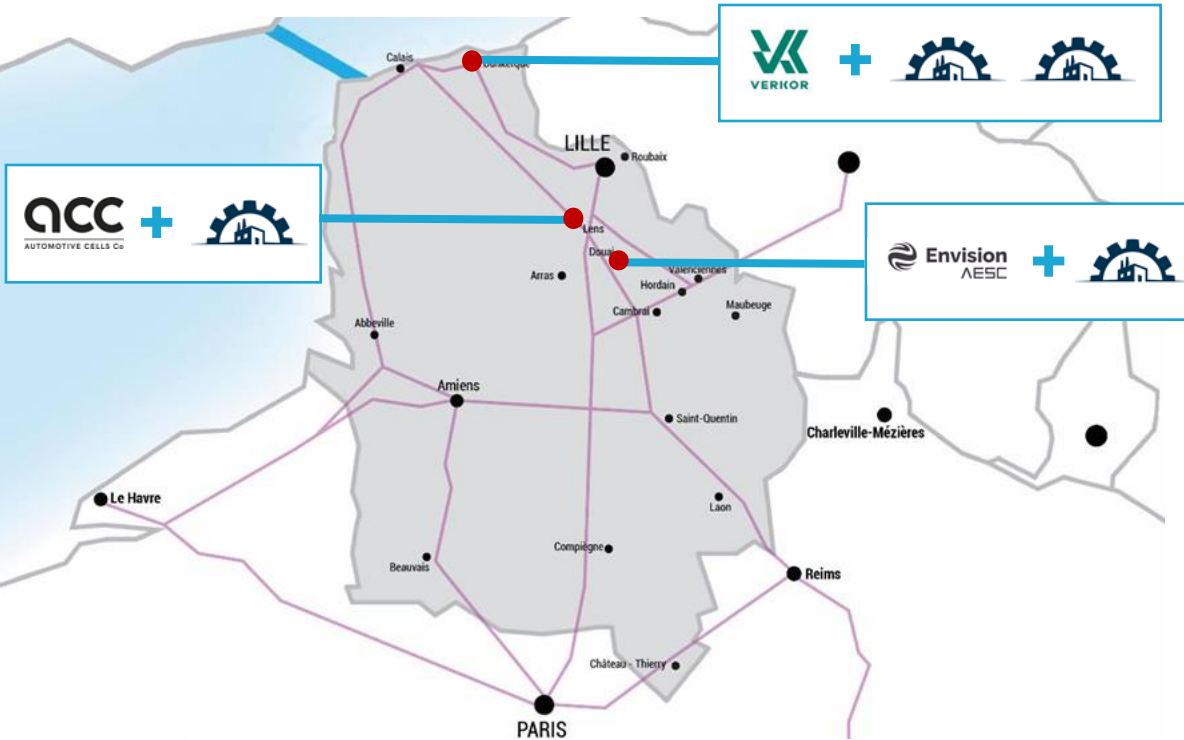 VERKOR
+
Calais
Dunkerque
LILLE
Roubaix
acc
AUTOMOTIVE CELLS Co
+
Lens
Douai
Envision
AESC
+
Arras
Valenciennes
Hordain
Cambrai
Maubeuge
Abbeville
Amiens
Saint-Quentin
Charleville-Mézières
Le Havre
Laon
Compiègne
Beauvais
Reims
Château - Thierry
PARIS